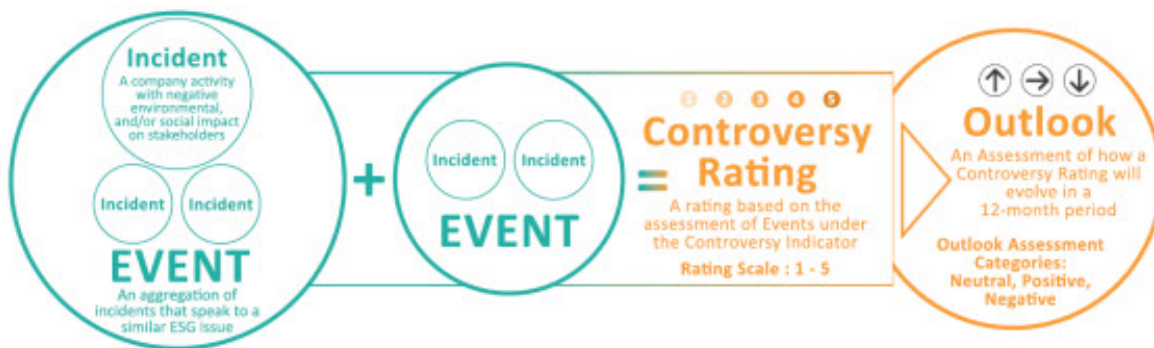 Incident
A company activity
with negative
environmental,
and/or social impact
on stakeholders
Incident
Incident
EVENT
An aggregation of
incidents that speak to a
similar ESG issue
+
Incident
Incident
EVENT
=
1 2 3 4 5
Controversy
Rating
A rating based on the
assessment of Events under
the Controversy Indicator
Rating Scale : 1 - 5
Outlook
An Assessment of how a
Controversy Rating will
evolve in a
12-month period
Outlook Assessment
Categories:
Neutral, Positive,
Negative